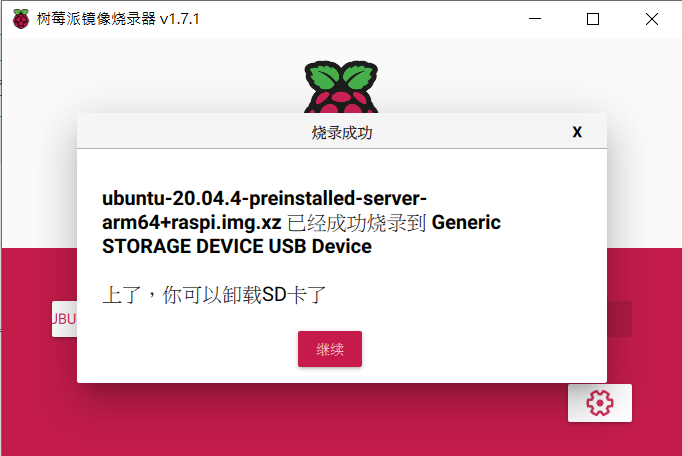 树莓派镜像烧录器 v1.7.1
烧录成功
X
ubuntu-20.04.4-preinstalled-server-
arm64+raspi.img.xz 已经成功烧录到 Generic
STORAGE DEVICE USB Device
上了，你可以卸载SD卡了
UBU
继续